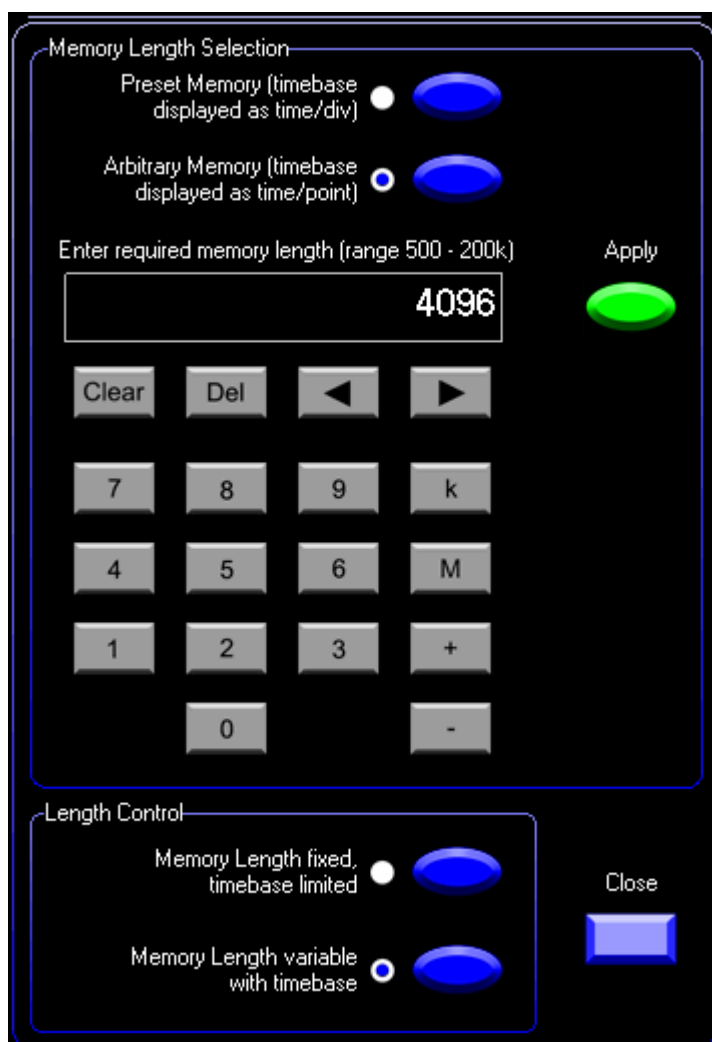 Memory Length Selection
Preset Memory (timebase
displayed as time/div)
Arbitrary Memory (timebase
displayed as time/point)
Enter required memory length (range 500 - 200k)
Apply
4096
Clear Del ◀ ▶
7 8 9 k
4 5 6 M
1 2 3 +
0 -
Length Control
Memory Length fixed,
timebase limited
Close
Memory Length variable
with timebase